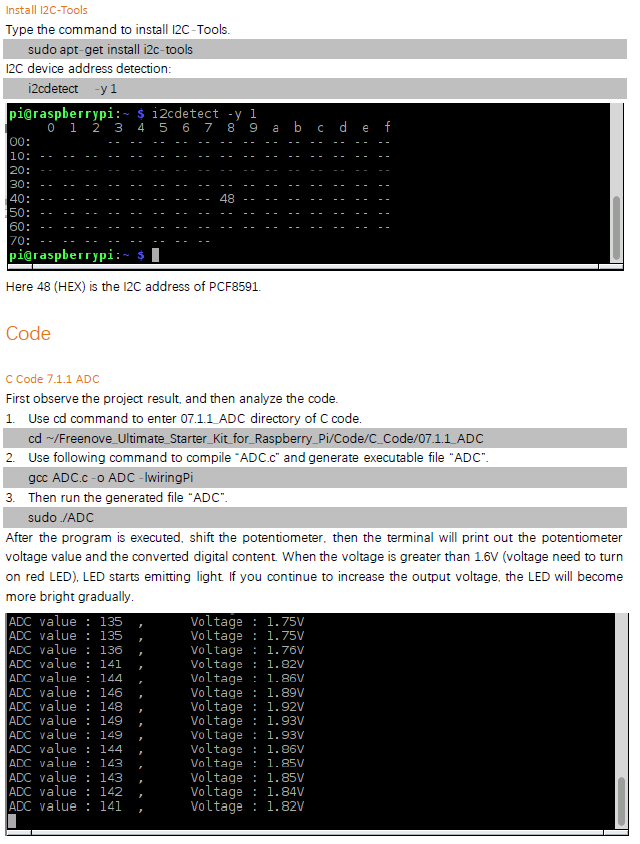 Install I2C-Tools
Type the command to install I2C-Tools.
sudo apt-get install i2c-tools
I2C device address detection:
i2cdetect -y 1
pi@raspberrypi:~ $ i2cdetect -y 1
0 1 2 3 4 5 6 7 8 9 a b c d e f
00: -- -- -- -- -- -- -- -- -- -- -- -- --
10: -- -- -- -- -- -- -- -- -- -- -- -- -- -- -- --
20: -- -- -- -- -- -- -- -- -- -- -- -- -- -- -- --
30: -- -- -- -- -- -- -- -- -- -- -- -- -- -- -- --
40: -- -- -- -- -- -- -- -- 48 -- -- -- -- -- -- --
50: -- -- -- -- -- -- -- -- -- -- -- -- -- -- -- --
60: -- -- -- -- -- -- -- -- -- -- -- -- -- -- -- --
70: -- -- -- -- -- -- -- --
pi@raspberrypi:~ $
Here 48 (HEX) is the I2C address of PCF8591.
Code
C Code 7.1.1 ADC
First observe the project result, and then analyze the code.
1. Use cd command to enter 07.1.1_ADC directory of C code.
cd ~/Freenove_Ultimate_Starter_Kit_for_Raspberry_Pi/Code/C_Code/07.1.1_ADC
2. Use following command to compile "ADC.c" and generate executable file "ADC".
gcc ADC.c -o ADC -lwiringPi
3. Then run the generated file "ADC".
sudo ./ADC
After the program is executed, shift the potentiometer, then the terminal will print out the potentiometer
voltage value and the converted digital content. When the voltage is greater than 1.6V (voltage need to turn
on red LED), LED starts emitting light. If you continue to increase the output voltage, the LED will become
more bright gradually.
ADC value : 135 , Voltage : 1.75V
ADC value : 135 , Voltage : 1.75V
ADC value : 136 , Voltage : 1.76V
ADC value : 141 , Voltage : 1.82V
ADC value : 144 , Voltage : 1.86V
ADC value : 146 , Voltage : 1.89V
ADC value : 148 , Voltage : 1.92V
ADC value : 149 , Voltage : 1.93V
ADC value : 149 , Voltage : 1.93V
ADC value : 144 , Voltage : 1.86V
ADC value : 143 , Voltage : 1.85V
ADC value : 143 , Voltage : 1.85V
ADC value : 142 , Voltage : 1.84V
ADC value : 141 , Voltage : 1.82V